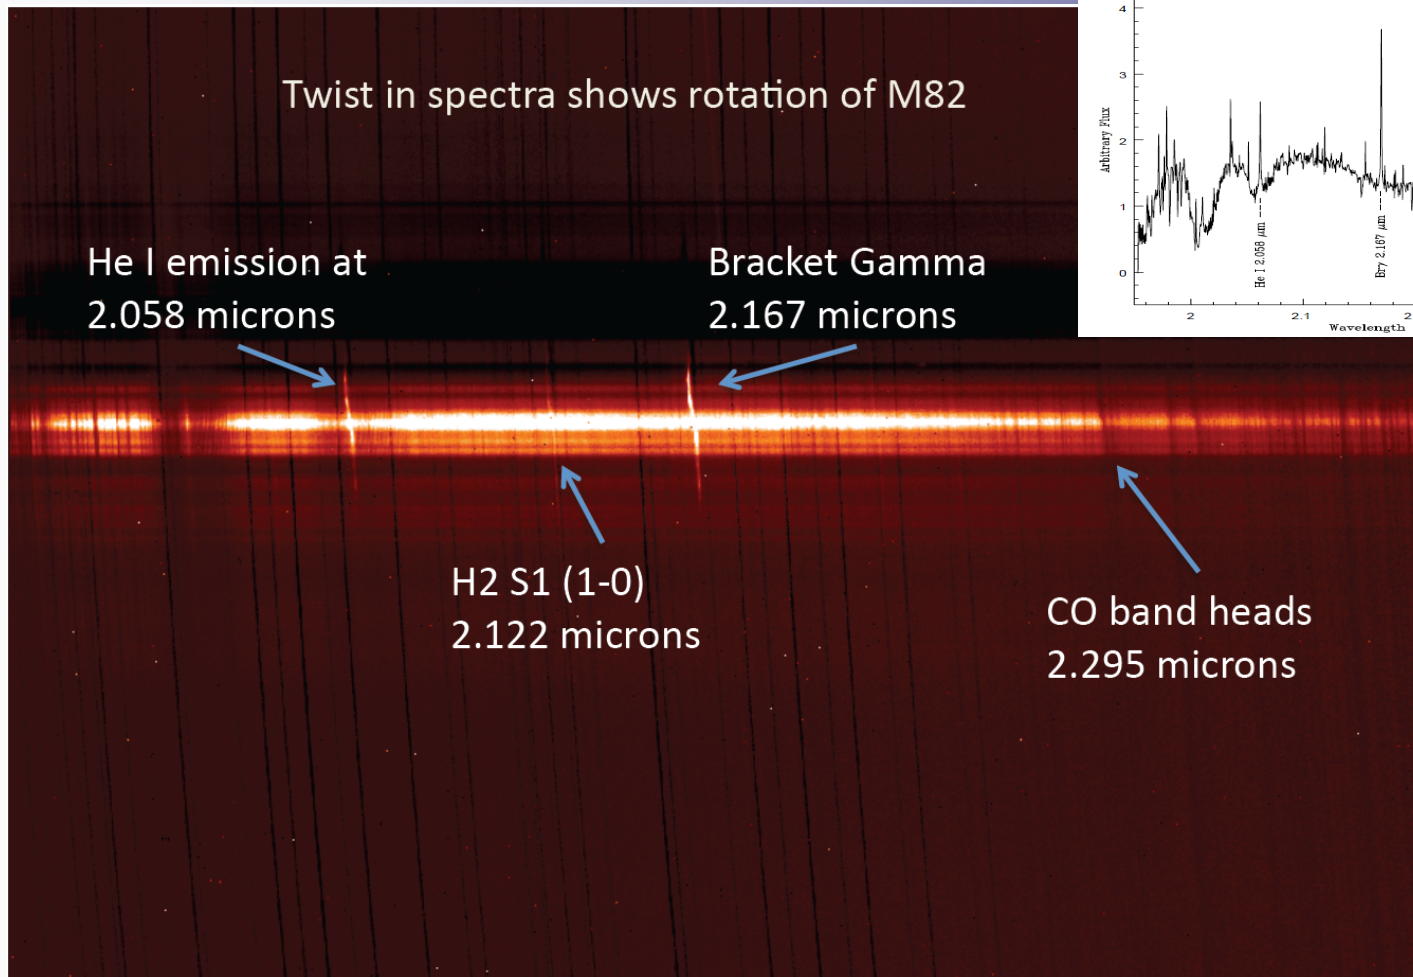 Twist in spectra shows rotation of M82
He I emission at
2.058 microns
Bracket Gamma
2.167 microns
H2 S1 (1-0)
2.122 microns
CO band heads
2.295 microns
4
3
2
1
0
Arbitrary Flux
He I 2.058 μm
Brγ 2.167 μm
2
2.1
2
Wavelength